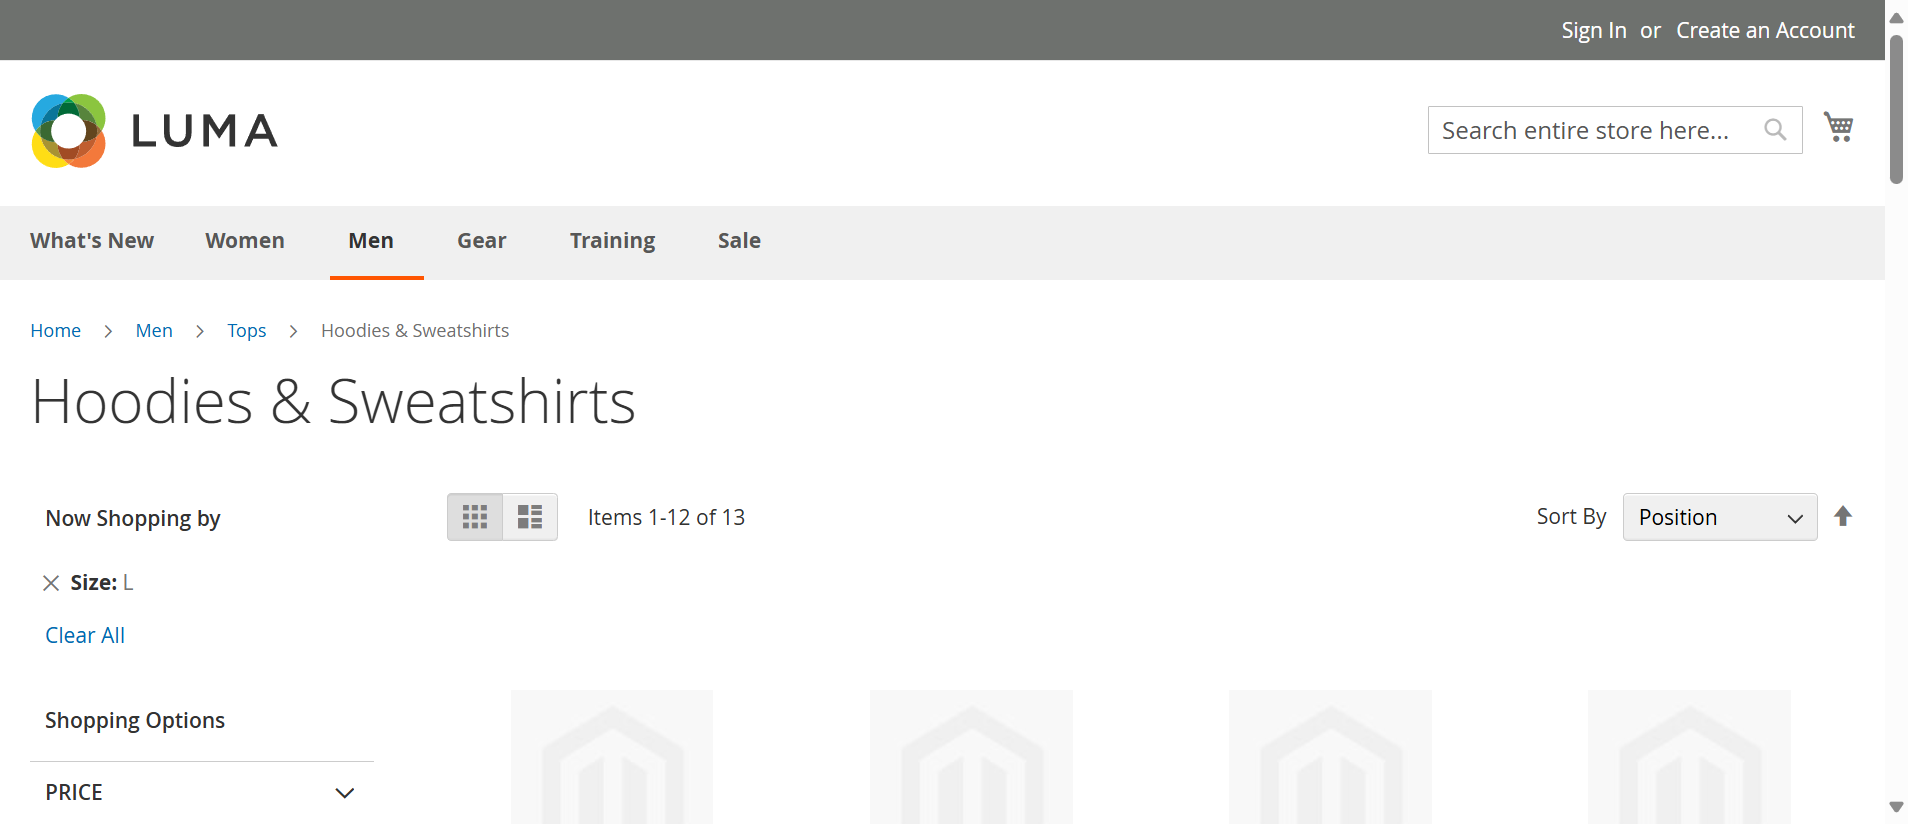 Sign In or Create an Account
LUMA
Search entire store here...
What's New Women Men Gear Training Sale
Home Men Tops Hoodies & Sweatshirts
Hoodies & Sweatshirts
Now Shopping by
Items 1-12 of 13
Sort By Position
Size: L
Clear All
Shopping Options
PRICE